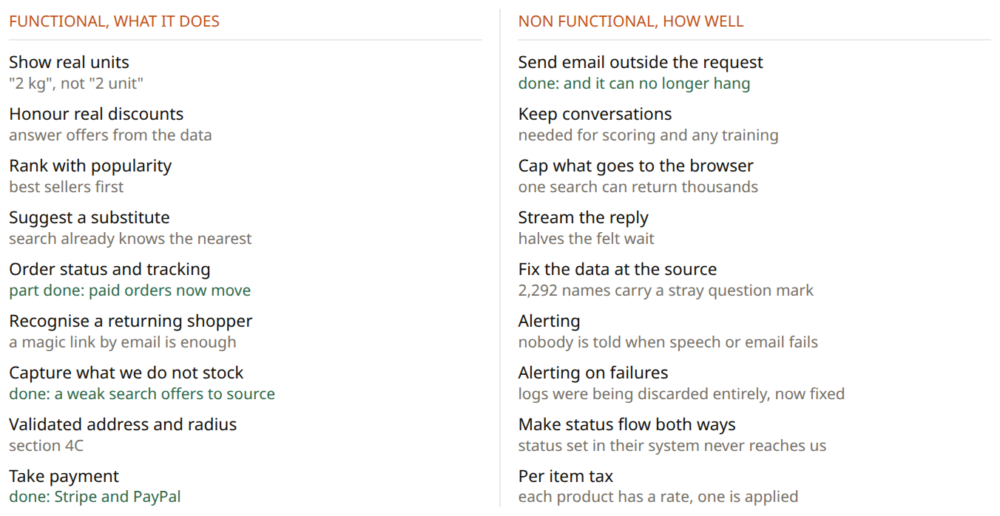 FUNCTIONAL, WHAT IT DOES
Show real units
"2 kg", not "2 unit"
Honour real discounts
answer offers from the data
Rank with popularity
best sellers first
Suggest a substitute
search already knows the nearest
Order status and tracking
part done: paid orders now move
Recognise a returning shopper
a magic link by email is enough
Capture what we do not stock
done: a weak search offers to source
Validated address and radius
section 4C
Take payment
done: Stripe and PayPal
NON FUNCTIONAL, HOW WELL
Send email outside the request
done: and it can no longer hang
Keep conversations
needed for scoring and any training
Cap what goes to the browser
one search can return thousands
Stream the reply
halves the felt wait
Fix the data at the source
2,292 names carry a stray question mark
Alerting
nobody is told when speech or email fails
Alerting on failures
logs were being discarded entirely, now fixed
Make status flow both ways
status set in their system never reaches us
Per item tax
each product has a rate, one is applied